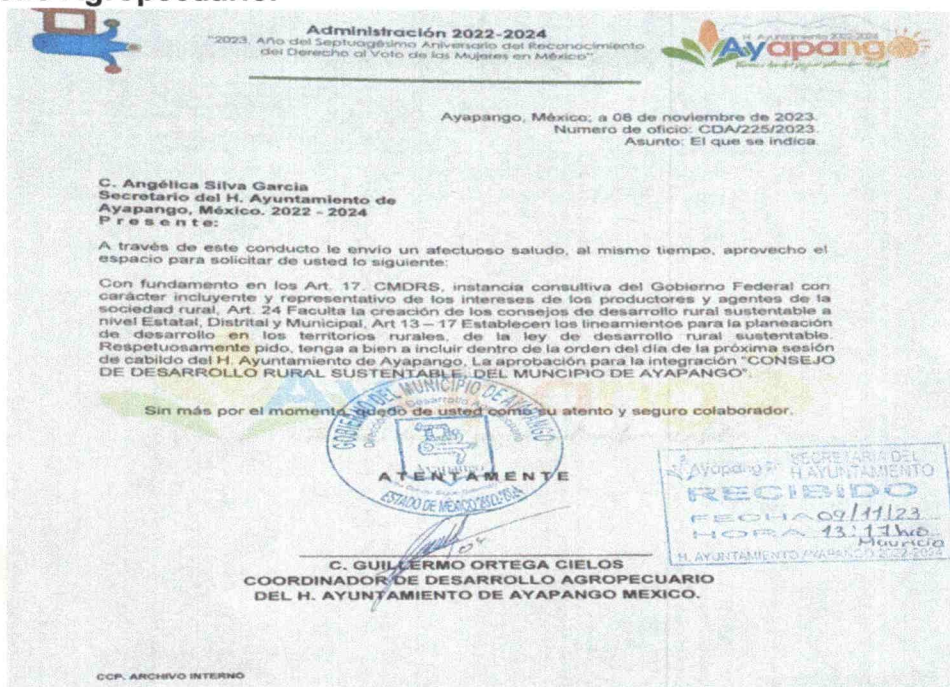 Agropecuario.
Administración 2022-2024
"2023, Año del Septuagésimo Aniversario del Reconocimiento
del Derecho al Voto de las Mujeres en México"
H. Ayuntamiento 2022-2024
Ayapango
Ayapango, México; a 08 de noviembre de 2023.
Numero de oficio: CDA/225/2023.
Asunto: El que se indica.
C. Angélica Silva Garcia
Secretario del H. Ayuntamiento de
Ayapango, México. 2022 - 2024
P r e s e n t e:
A través de este conducto le envío un afectuoso saludo, al mismo tiempo, aprovecho el
espacio para solicitar de usted lo siguiente:
Con fundamento en los Art. 17. CMDRS, instancia consultiva del Gobierno Federal con
carácter incluyente y representativo de los intereses de los productores y agentes de la
sociedad rural, Art. 24 Faculta la creación de los consejos de desarrollo rural sustentable a
nivel Estatal, Distrital y Municipal, Art 13 – 17 Establecen los lineamientos para la planeación
de desarrollo en los territorios rurales, de la ley de desarrollo rural sustentable.
Respetuosamente pido, tenga a bien a incluir dentro de la orden del día de la próxima sesión
de cabildo del H. Ayuntamiento de Ayapango, La aprobación para la integración "CONSEJO
DE DESARROLLO RURAL SUSTENTABLE, DEL MUNCIPIO DE AYAPANGO".
Sin más por el momento, quedo de usted como su atento y seguro colaborador.
GOBIERNO DEL MUNICIPIO DE AYAPANGO
Desarrollo
Ayapango
ESTADO DE MÉXICO
A T E N T A M E N T E
Ayapango
SECRETARIA DEL
H. AYUNTAMIENTO
RECIBIDO
FECHA 09/11/23
HORA 13:17 hrs
Mauricio
H. AYUNTAMIENTO AYAPANGO 2022-2024
C. GUILLERMO ORTEGA CIELOS
COORDINADOR DE DESARROLLO AGROPECUARIO
DEL H. AYUNTAMIENTO DE AYAPANGO MEXICO.
CCP. ARCHIVO INTERNO